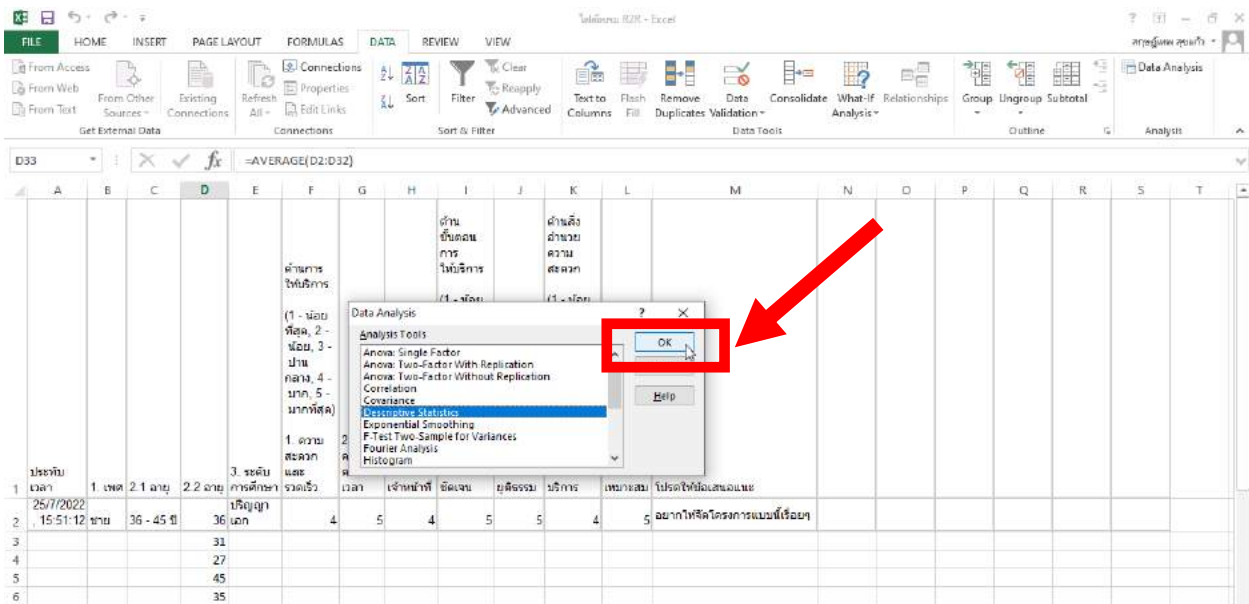 - Excel
FILE HOME INSERT PAGE LAYOUT FORMULAS DATA REVIEW VIEW
From Access
From Web
From Text
From Other
Sources
Existing
Connections
Get External Data
Refresh
All
Connections
Properties
Edit Links
Connections
Sort
Filter
Clear
Reapply
Advanced
Sort & Filter
Text to
Columns
Flash
Fill
Remove
Duplicates
Data
Validation
Consolidate
What-If
Analysis
Relationships
Data Tools
Group
Ungroup
Subtotal
Outline
Data Analysis
Analysis
D33
fx
=AVERAGE(D2:D32)
A B C D E F G H I J K L M N O P Q R S T
ด้านการ
ให้บริการ
(1 - น้อย
ที่สุด, 2 -
น้อย, 3 -
ปาน
กลาง, 4 -
มาก, 5 -
มากที่สุด)
1. ความ
สะดวก
และ
รวดเร็ว
ด้าน
ขั้นตอน
การ
ให้บริการ
(1 - น้อย
ด้านสิ่ง
อำนวย
ความ
สะดวก
(1 - น้อย
Data Analysis
? ×
Analysis Tools
Anova: Single Factor
Anova: Two-Factor With Replication
Anova: Two-Factor Without Replication
Correlation
Covariance
Descriptive Statistics
Exponential Smoothing
F-Test Two-Sample for Variances
Fourier Analysis
Histogram
OK
Help
1
ประทับ
เวลา
1. เพศ
2.1 อายุ
2.2 อายุ
3. ระดับ
การศึกษา
เวลา
เจ้าหน้าที่
ชัดเจน
ยุติธรรม
บริการ
เหมาะสม
โปรดให้ข้อเสนอแนะ
2
25/7/2022
, 15:51:12
ชาย
36 - 45 ปี
36
ปริญญา
เอก
4 5 4 5 5 4 5
อยากให้จัดโครงการแบบนี้เรื่อยๆ
3 31
4 27
5 45
6 35